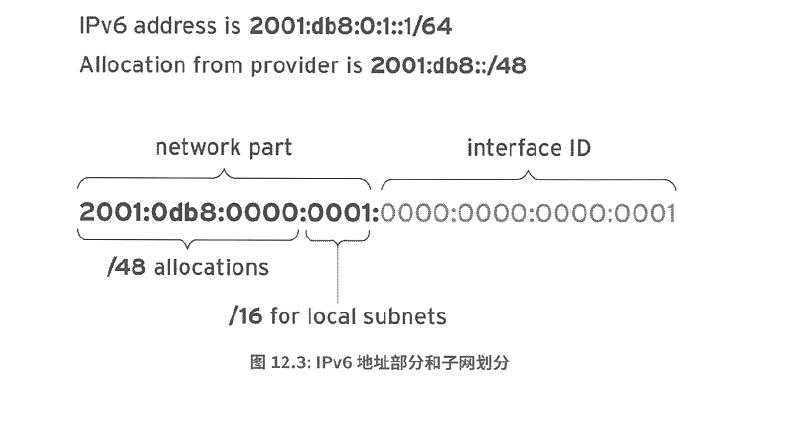 IPv6 address is 2001:db8:0:1::1/64
Allocation from provider is 2001:db8::/48
network part
interface ID
2001:0db8:0000:0001:0000:0000:0000:0001
/48 allocations
/16 for local subnets
图 12.3: IPv6 地址部分和子网划分